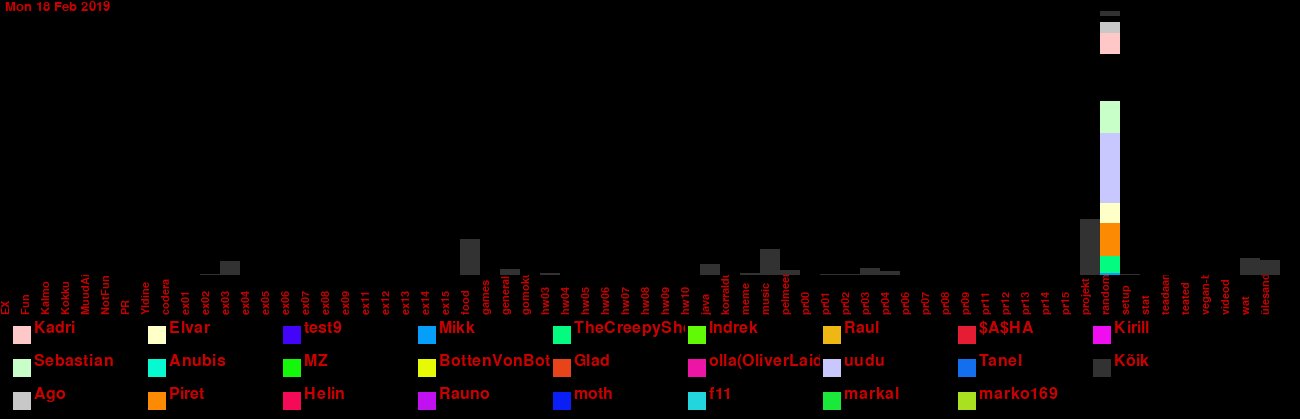 Mon 18 Feb 2019
EX Fun Kalmo Kokku MuudAi NotFun PR Yldine codera ex01 ex02 ex03 ex04 ex05 ex06 ex07 ex08 ex09 ex11 ex12 ex13 ex14 ex15 food games general gomoku hw03 hw04 hw05 hw06 hw07 hw08 hw09 hw10 java korraldu meme music pelmee pr00 pr01 pr02 pr03 pr04 pr06 pr07 pr08 pr09 pr11 pr12 pr13 pr14 pr15 projekt random setup stat teadaan teated vegan-t videod wat ülesand
Kadri Elvar test9 Mikk TheCreepyShe Indrek Raul $A$HA Kirill
Sebastian Anubis MZ BottenVonBot Glad olla(OliverLaid uudu Tanel Köik
Ago Piret Helin Rauno moth f11 markal marko169